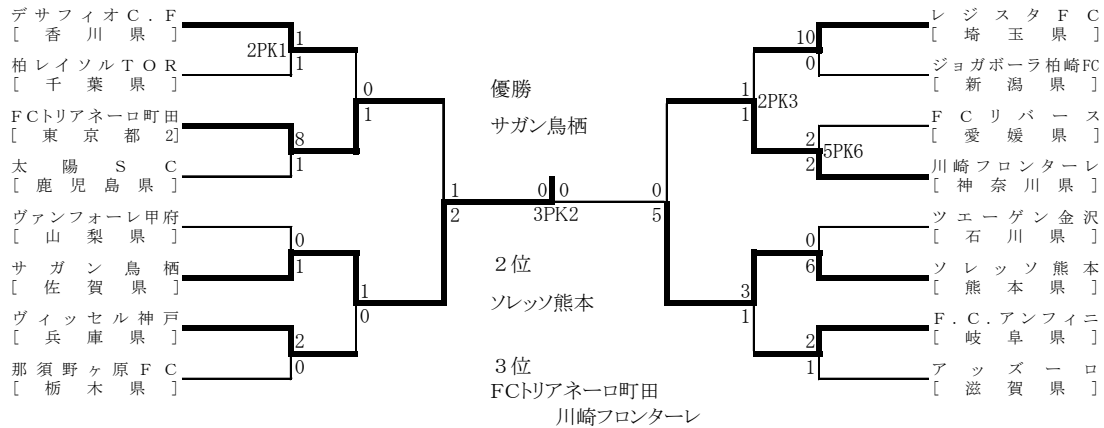 デサフィオC.F
[香川県]
柏レイソルTOR
[千葉県]
FCトリアネーロ町田
[東京都2]
太陽SC
[鹿児島県]
ヴァンフォーレ甲府
[山梨県]
サガン鳥栖
[佐賀県]
ヴィッセル神戸
[兵庫県]
那須野ヶ原FC
[栃木県]
1
2PK1
1
8
1
0
1
2
0
0
1
1
0
1
2
優勝
サガン鳥栖
0 0
3PK2
2位
ソレッソ熊本
3位
FCトリアネーロ町田
川崎フロンターレ
0
5
1
2PK3
1
3
1
10
0
2
5PK6
2
0
6
2
1
レジスタFC
[埼玉県]
ジョガボーラ柏崎FC
[新潟県]
FCリバース
[愛媛県]
川崎フロンターレ
[神奈川県]
ツエーゲン金沢
[石川県]
ソレッソ熊本
[熊本県]
F.C.アンフィニ
[岐阜県]
アッズーロ
[滋賀県]